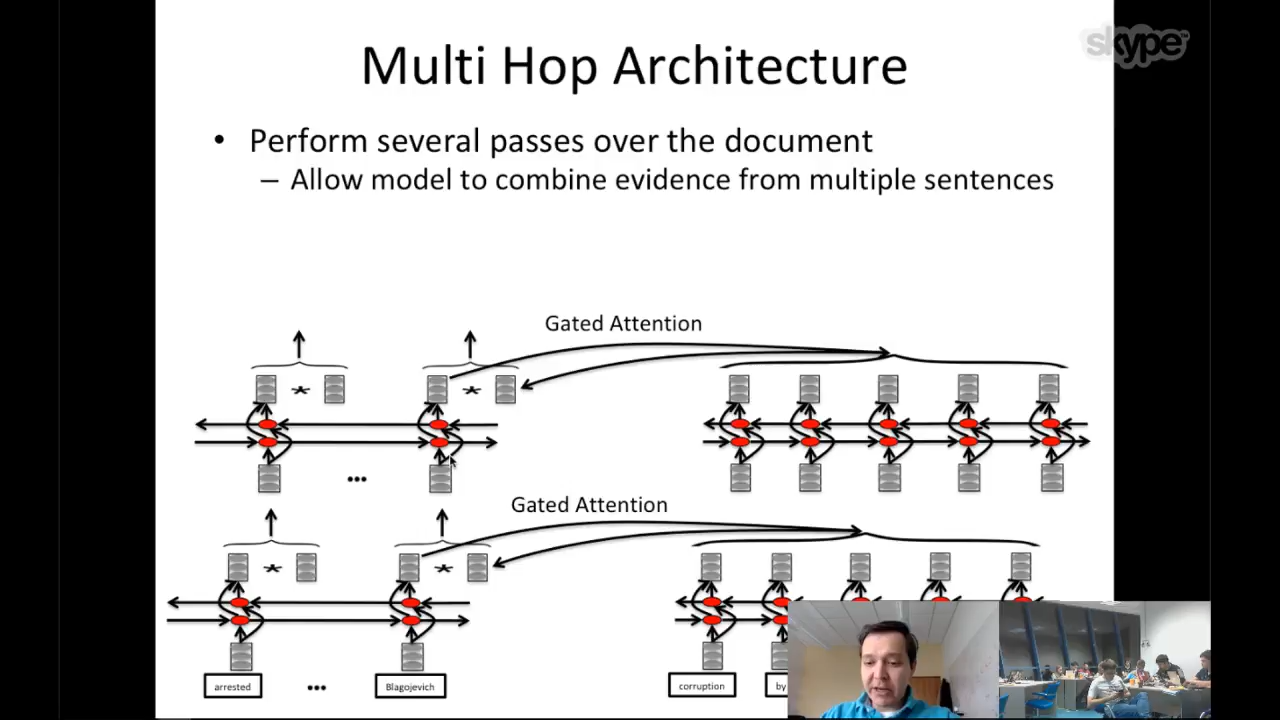 skype
Multi Hop Architecture
• Perform several passes over the document
– Allow model to combine evidence from multiple sentences
Gated Attention
* *
...
Gated Attention
* *
arrested ... Blagojevich corruption by